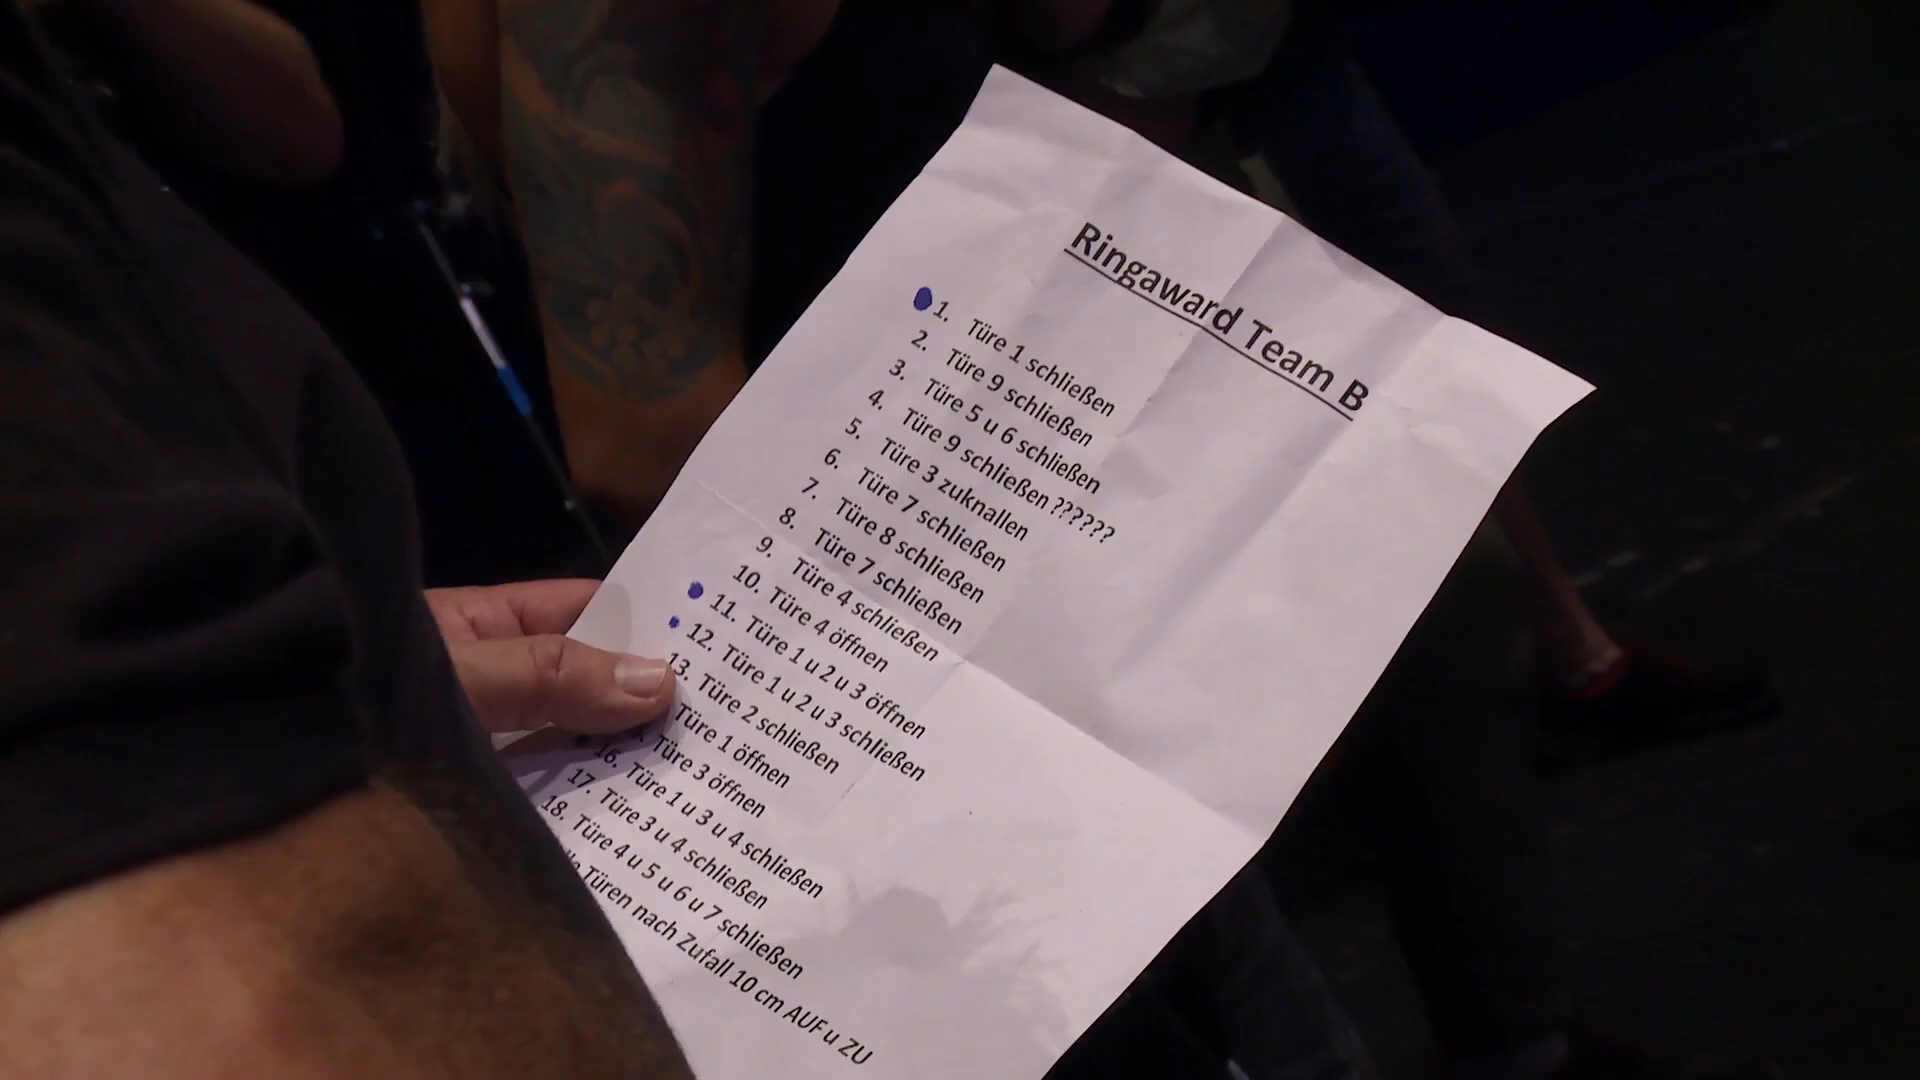 Ringaward Team B
1. Türe 1 schließen
2. Türe 9 schließen
3. Türe 5 u 6 schließen
4. Türe 9 schließen ??????
5. Türe 3 zuknallen
6. Türe 7 schließen
7. Türe 8 schließen
8. Türe 7 schließen
9. Türe 4 schließen
10. Türe 4 öffnen
11. Türe 1 u 2 u 3 öffnen
12. Türe 1 u 2 u 3 schließen
13. Türe 2 schließen
Türe 1 öffnen
Türe 3 öffnen
16. Türe 1 u 3 u 4 schließen
17. Türe 3 u 4 schließen
18. Türe 4 u 5 u 6 u 7 schließen
Türen nach Zufall 10 cm AUF u ZU